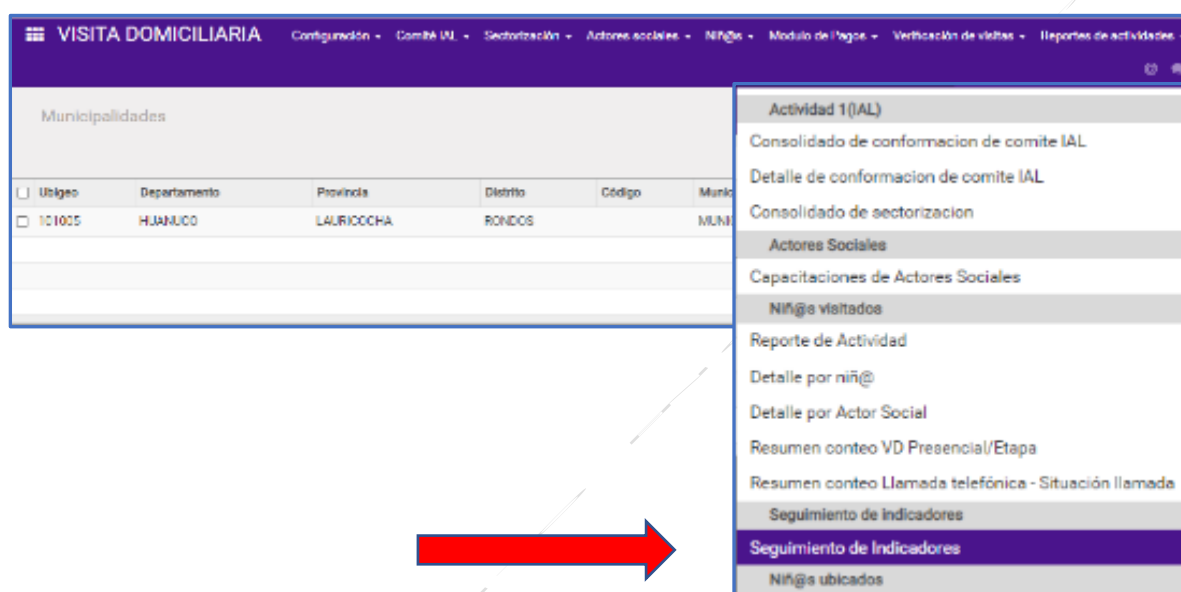 VISITA DOMICILIARIA Configuración Comité IAL Sectorización Actores sociales Niñ@s Modulo de Pagos Verificación de visitas Reportes de actividades
Municipalidades
Ubigeo Departamento Provincia Distrito Código Munic
101005 HUANUCO LAURICOCHA RONDOS MUNI
Actividad 1(IAL)
Consolidado de conformacion de comite IAL
Detalle de conformacion de comite IAL
Consolidado de sectorizacion
Actores Sociales
Capacitaciones de Actores Sociales
Niñ@s visitados
Reporte de Actividad
Detalle por niñ@
Detalle por Actor Social
Resumen conteo VD Presencial/Etapa
Resumen conteo Llamada telefónica - Situación llamada
Seguimiento de indicadores
Seguimiento de Indicadores
Niñ@s ubicados